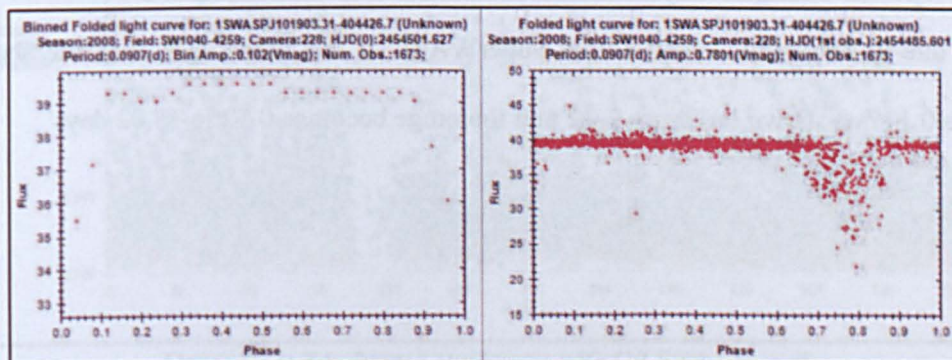 Binned Folded light curve for: 1SWASPJ101903.31-404426.7 (Unknown)
Season:2008; Field:SW1040-4259; Camera:228; HJD(0):2454501.627
Period:0.0907(d); Bin Amp.:0.102(Vmag); Num. Obs.:1673;
Flux
39
38
37
36
35
34
33
0.0 0.1 0.2 0.3 0.4 0.5 0.6 0.7 0.8 0.9 1.0
Phase
Folded light curve for: 1SWASPJ101903.31-404426.7 (Unknown)
Season:2008; Field:SW1040-4259; Camera:228; HJD(1st obs.):2454485.601
Period:0.0907(d); Amp.:0.7801(Vmag); Num. Obs.:1673;
Flux
50
45
40
35
30
25
20
15
0.0 0.1 0.2 0.3 0.4 0.5 0.6 0.7 0.8 0.9 1.0
Phase